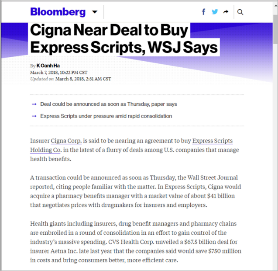 Bloomberg
Cigna Near Deal to Buy
Express Scripts, WSJ Says
By K Oanh Ha
March 7, 2018, 10:23 PM CST
Updated on March 8, 2018, 2:31 AM CST
→ Deal could be announced as soon as Thursday, paper says
→ Express Scripts under pressure amid rapid consolidation
Insurer Cigna Corp. is said to be nearing an agreement to buy Express Scripts
Holding Co. in the latest of a flurry of deals among U.S. companies that manage
health benefits.
A transaction could be announced as soon as Thursday, the Wall Street Journal
reported, citing people familiar with the matter. In Express Scripts, Cigna would
acquire a pharmacy benefits manager with a market value of about $41 billion
that negotiates prices with drugmakers for insurers and employers.
Health giants including insurers, drug benefit managers and pharmacy chains
are embroiled in a round of consolidation in an effort to gain control of the
industry's massive spending. CVS Health Corp. unveiled a $67.5 billion deal for
insurer Aetna Inc. late last year that the companies said would save $750 million
in costs and bring consumers better, more efficient care.